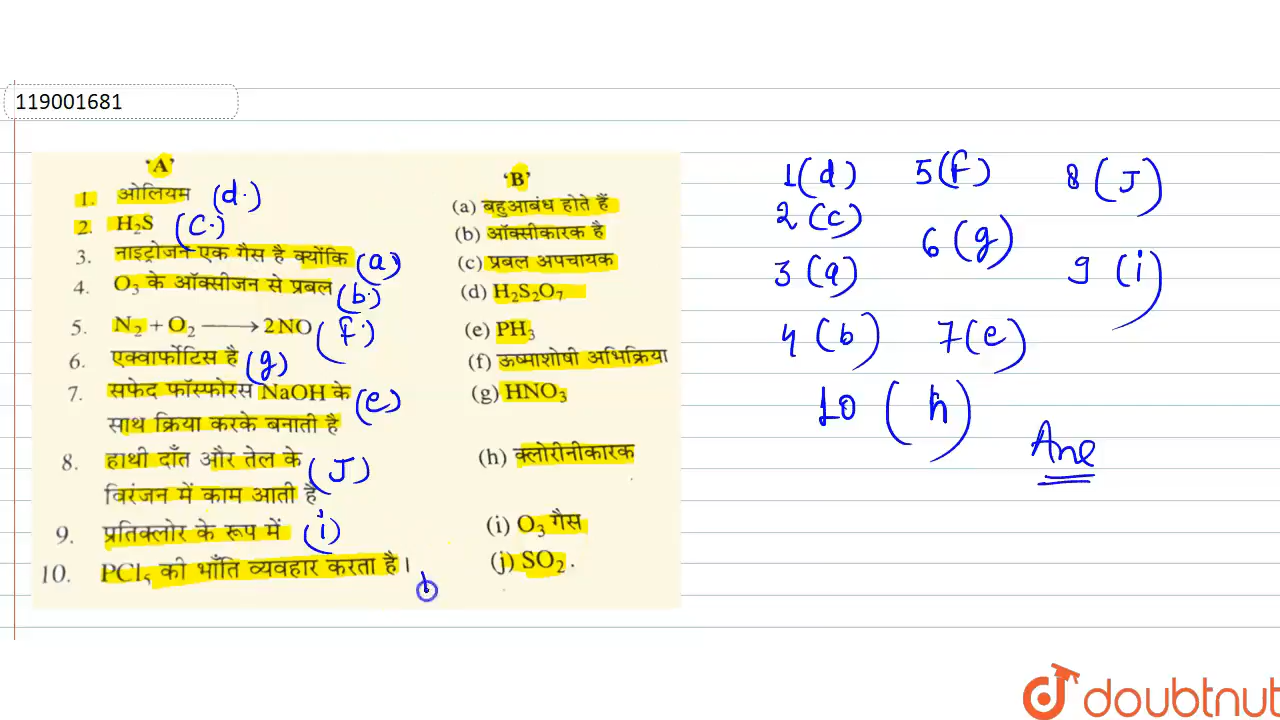 119001681
'A'
'B'
1. ओलियम (d.)
(a) बहुआबंध होते हैं
2. H₂S (C.)
(b) ऑक्सीकारक है
3. नाइट्रोजन एक गैस है क्योंकि (a)
(c) प्रबल अपचायक
4. O₃ के ऑक्सीजन से प्रबल (b.)
(d) H₂S₂O₇
5. N₂ + O₂ ⟶ 2NO (f.)
(e) PH₃
6. एक्वार्फोटिस है (g)
(f) ऊष्माशोषी अभिक्रिया
7. सफेद फॉस्फोरस NaOH के (e)
साथ क्रिया करके बनाती है
(g) HNO₃
8. हाथी दाँत और तेल के (J)
विरंजन में काम आती है
(h) क्लोरीनीकारक
9. प्रतिक्लोर के रूप में (i)
(i) O₃ गैस
10. PCl₅ की भाँति व्यवहार करता है।
(j) SO₂.
1 (d) 5 (f) 8 (J)
2 (c)
6 (g)
3 (a) 9 (i)
4 (b) 7 (e)
10 (h)
Ans
doubtnut